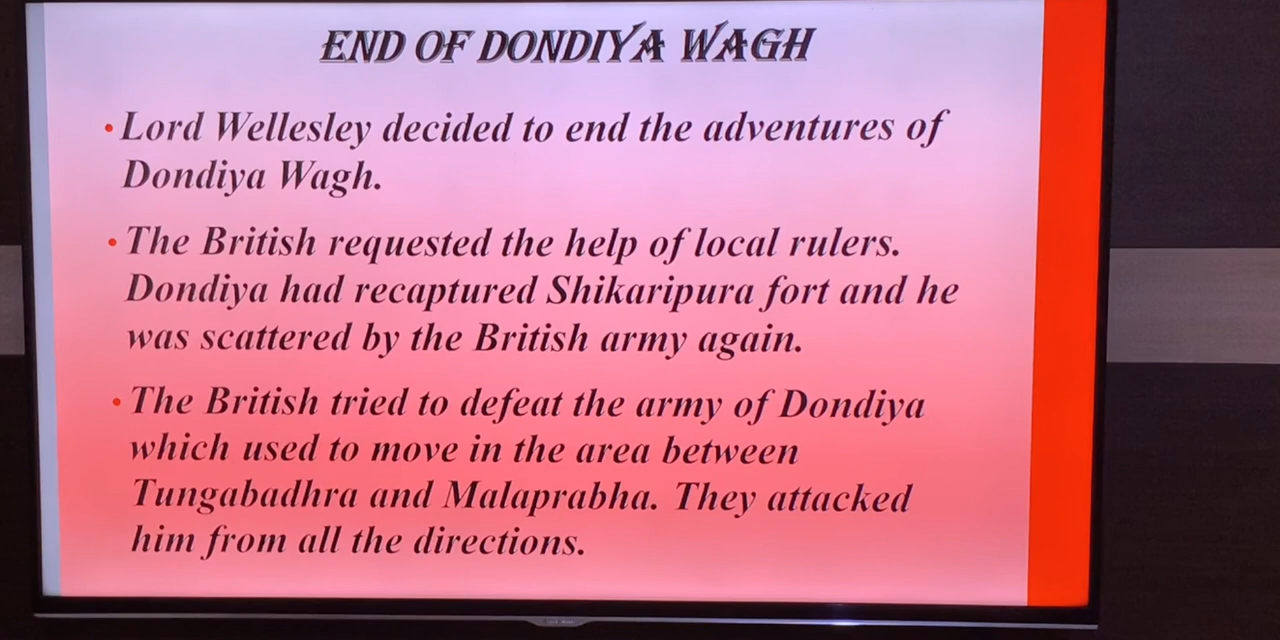 END OF DONDIYA WAGH
• Lord Wellesley decided to end the adventures of
Dondiya Wagh.
• The British requested the help of local rulers.
Dondiya had recaptured Shikaripura fort and he
was scattered by the British army again.
• The British tried to defeat the army of Dondiya
which used to move in the area between
Tungabadhra and Malaprabha. They attacked
him from all the directions.